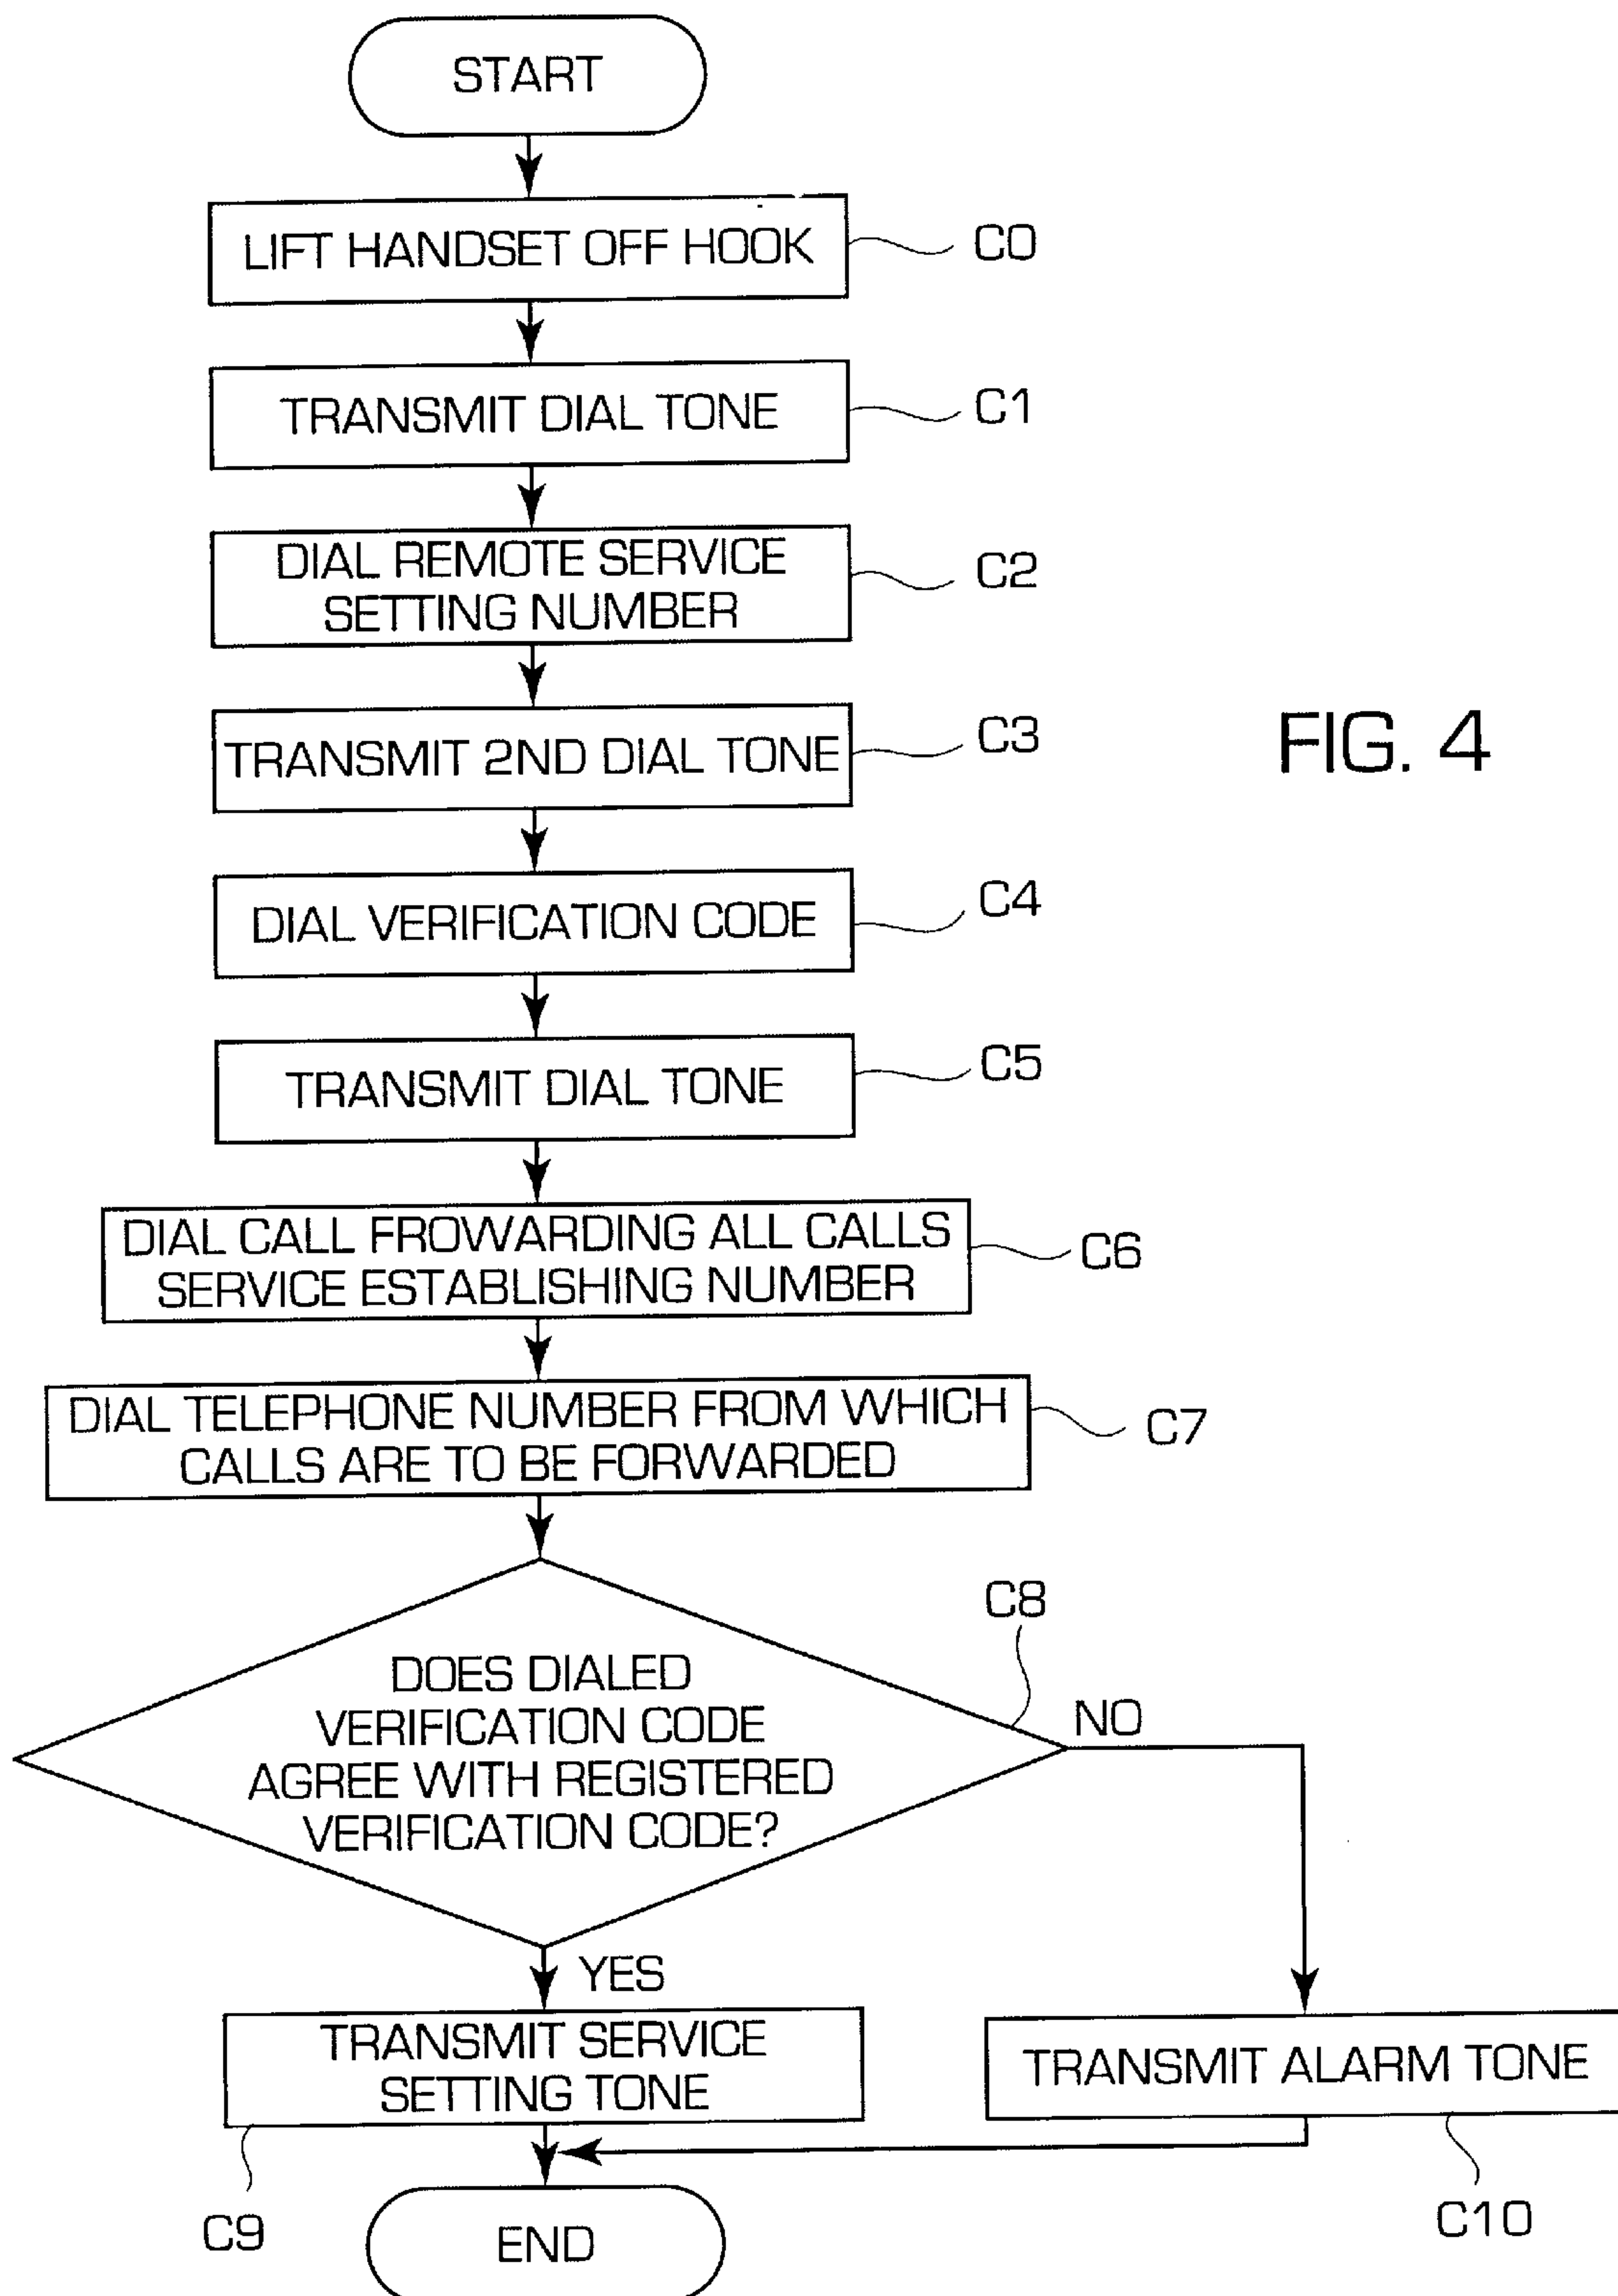 START
LIFT HANDSET OFF HOOK
C0
TRANSMIT DIAL TONE
C1
DIAL REMOTE SERVICE
SETTING NUMBER
C2
TRANSMIT 2ND DIAL TONE
C3
FIG. 4
DIAL VERIFICATION CODE
C4
TRANSMIT DIAL TONE
C5
DIAL CALL FROWARDING ALL CALLS
SERVICE ESTABLISHING NUMBER
C6
DIAL TELEPHONE NUMBER FROM WHICH
CALLS ARE TO BE FORWARDED
C7
C8
DOES DIALED
VERIFICATION CODE
AGREE WITH REGISTERED
VERIFICATION CODE?
NO
YES
TRANSMIT SERVICE
SETTING TONE
TRANSMIT ALARM TONE
C9
C10
END